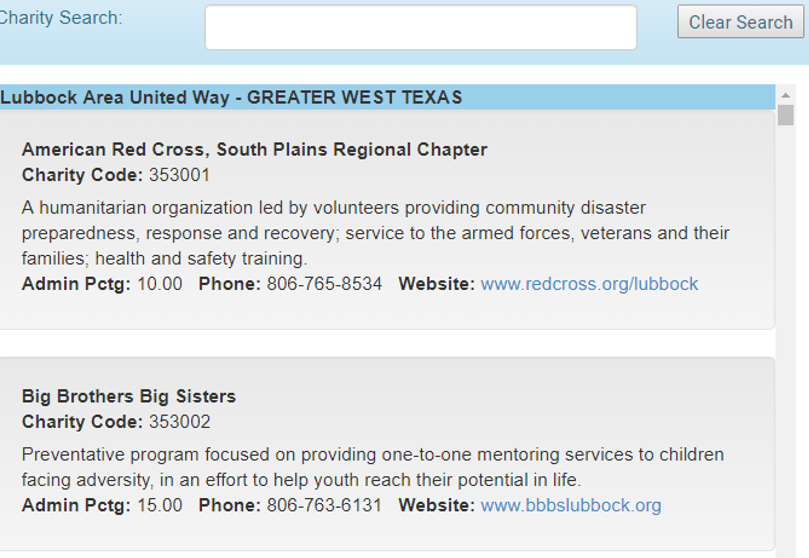 Charity Search:
Clear Search
Lubbock Area United Way - GREATER WEST TEXAS
American Red Cross, South Plains Regional Chapter
Charity Code: 353001
A humanitarian organization led by volunteers providing community disaster
preparedness, response and recovery; service to the armed forces, veterans and their
families; health and safety training.
Admin Pctg: 10.00 Phone: 806-765-8534 Website: www.redcross.org/lubbock
Big Brothers Big Sisters
Charity Code: 353002
Preventative program focused on providing one-to-one mentoring services to children
facing adversity, in an effort to help youth reach their potential in life.
Admin Pctg: 15.00 Phone: 806-763-6131 Website: www.bbbslubbock.org